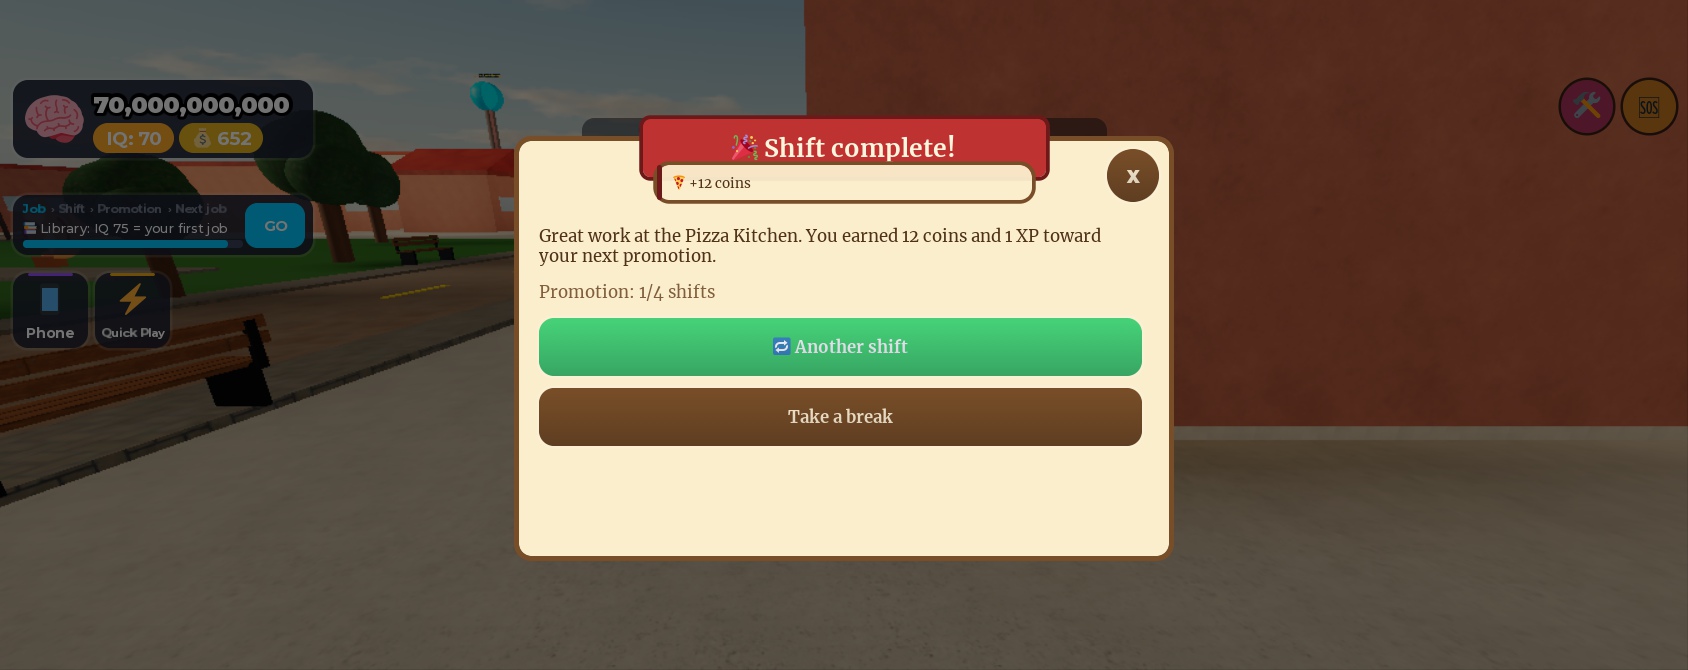 70,000,000,000
IQ: 70
652
Job › Shift › Promotion › Next job
Library: IQ 75 = your first job
GO
Phone
Quick Play
Shift complete!
+12 coins
X
Great work at the Pizza Kitchen. You earned 12 coins and 1 XP toward
your next promotion.
Promotion: 1/4 shifts
Another shift
Take a break
SOS